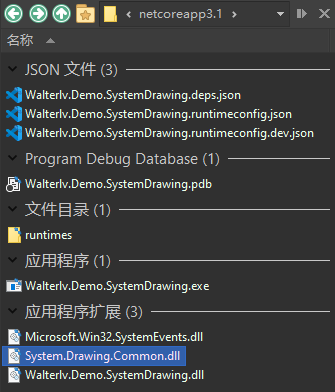 netcoreapp3.1
名称
JSON 文件 (3)
Walterlv.Demo.SystemDrawing.deps.json
Walterlv.Demo.SystemDrawing.runtimeconfig.json
Walterlv.Demo.SystemDrawing.runtimeconfig.dev.json
Program Debug Database (1)
Walterlv.Demo.SystemDrawing.pdb
文件目录 (1)
runtimes
应用程序 (1)
Walterlv.Demo.SystemDrawing.exe
应用程序扩展 (3)
Microsoft.Win32.SystemEvents.dll
System.Drawing.Common.dll
Walterlv.Demo.SystemDrawing.dll